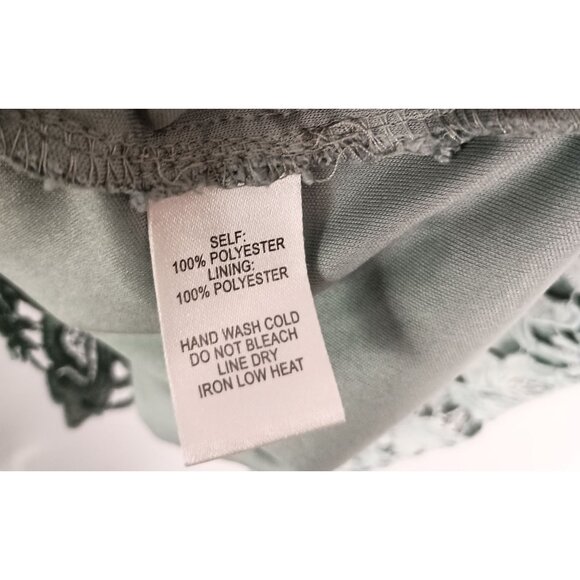 SELF:
100% POLYESTER
LINING:
100% POLYESTER
HAND WASH COLD
DO NOT BLEACH
LINE DRY
IRON LOW HEAT